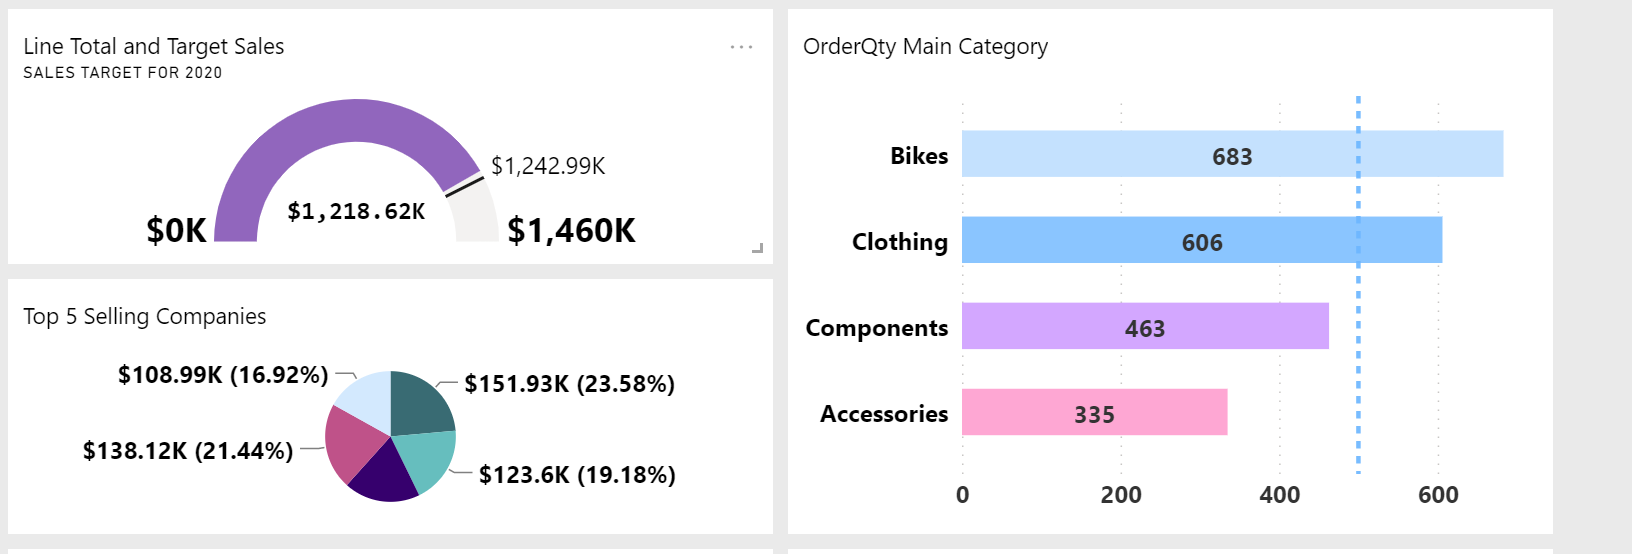 Line Total and Target Sales
SALES TARGET FOR 2020
$1,242.99K
$1,218.62K
$0K
$1,460K
Top 5 Selling Companies
$108.99K (16.92%)
$151.93K (23.58%)
$138.12K (21.44%)
$123.6K (19.18%)
OrderQty Main Category
Bikes 683
Clothing 606
Components 463
Accessories 335
0 200 400 600